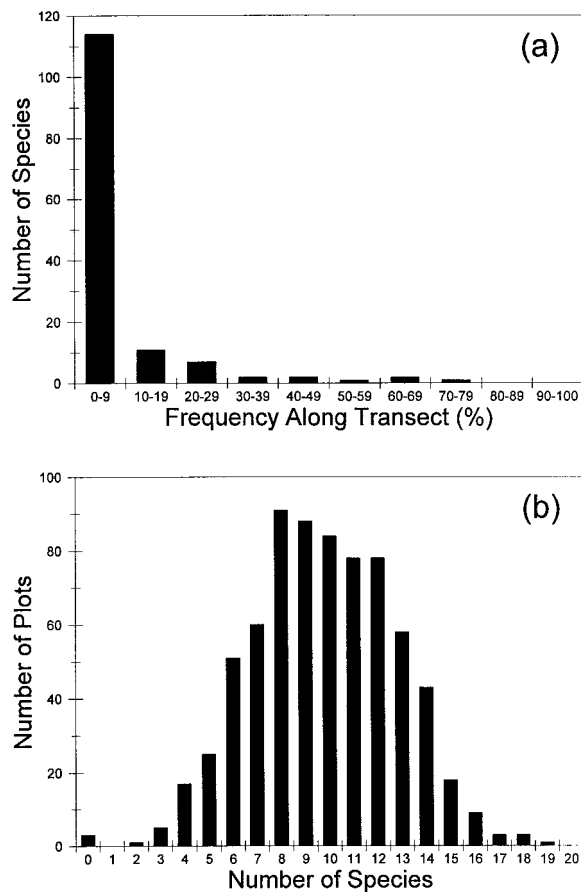 (a)
Number of Species
120
100
80
60
40
20
0
0-9 10-19 20-29 30-39 40-49 50-59 60-69 70-79 80-89 90-100
Frequency Along Transect (%)
(b)
Number of Plots
100
80
60
40
20
0
0 1 2 3 4 5 6 7 8 9 10 11 12 13 14 15 16 17 18 19 20
Number of Species